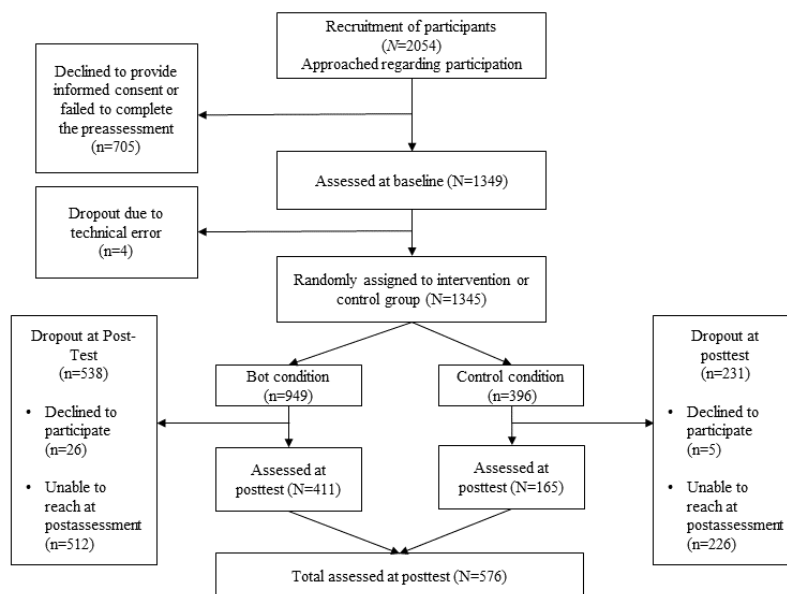 Recruitment of participants
(N=2054)
Approached regarding participation
Declined to provide
informed consent or
failed to complete
the preassessment
(n=705)
Assessed at baseline (N=1349)
Dropout due to
technical error
(n=4)
Randomly assigned to intervention or
control group (N=1345)
Dropout at Post-
Test
(n=538)
• Declined to
participate
(n=26)
• Unable to
reach at
postassessment
(n=512)
Bot condition
(n=949)
Control condition
(n=396)
Dropout at
posttest
(n=231)
• Declined to
participate
(n=5)
• Unable to
reach at
postassessment
(n=226)
Assessed at
posttest (N=411)
Assessed at
posttest (N=165)
Total assessed at posttest (N=576)